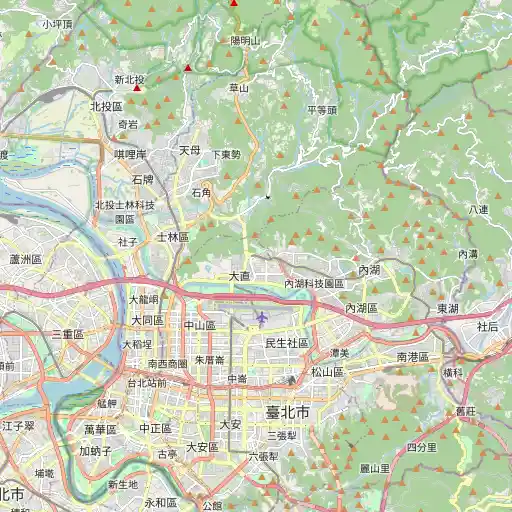 小坪頂
陽明山
新北投
草山
北投區
平等頭
奇岩
唭哩岸
天母
下東勢
渡
石牌
石角
北投士林科技
園區
八連
社子
士林區
內溝
蘆洲區
大直
內湖
內湖科技園區
大龍峒
內湖區
東湖
大同區
中山區
社后
三重區
大稻埕
民生社區
潭美
南港區
頭前
南西商圈
朱厝崙
松山區
橫科
台北站前
中崙
艋舺
臺北市
舊莊
江子翠
萬華區
中正區
大安
三張犁
加蚋子
大安區
四分里
古亭
六張犁
麗山里
埔墘
新生地
北市
永和區
公館